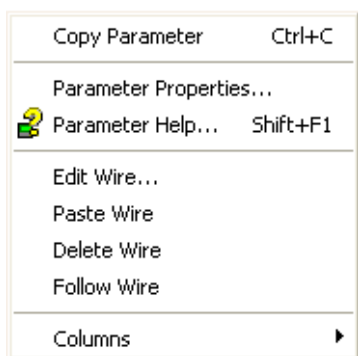 Copy Parameter Ctrl+C
Parameter Properties...
Parameter Help... Shift+F1
Edit Wire...
Paste Wire
Delete Wire
Follow Wire
Columns